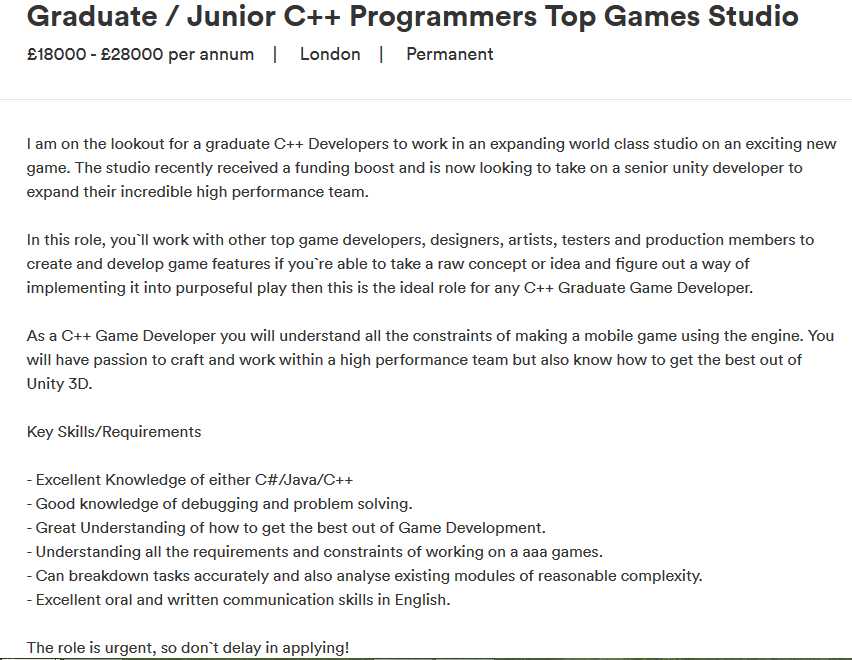 Graduate / Junior C++ Programmers Top Games Studio
£18000 - £28000 per annum | London | Permanent
I am on the lookout for a graduate C++ Developers to work in an expanding world class studio on an exciting new
game. The studio recently received a funding boost and is now looking to take on a senior unity developer to
expand their incredible high performance team.
In this role, you`ll work with other top game developers, designers, artists, testers and production members to
create and develop game features if you`re able to take a raw concept or idea and figure out a way of
implementing it into purposeful play then this is the ideal role for any C++ Graduate Game Developer.
As a C++ Game Developer you will understand all the constraints of making a mobile game using the engine. You
will have passion to craft and work within a high performance team but also know how to get the best out of
Unity 3D.
Key Skills/Requirements
- Excellent Knowledge of either C#/Java/C++
- Good knowledge of debugging and problem solving.
- Great Understanding of how to get the best out of Game Development.
- Understanding all the requirements and constraints of working on a aaa games.
- Can breakdown tasks accurately and also analyse existing modules of reasonable complexity.
- Excellent oral and written communication skills in English.
The role is urgent, so don`t delay in applying!